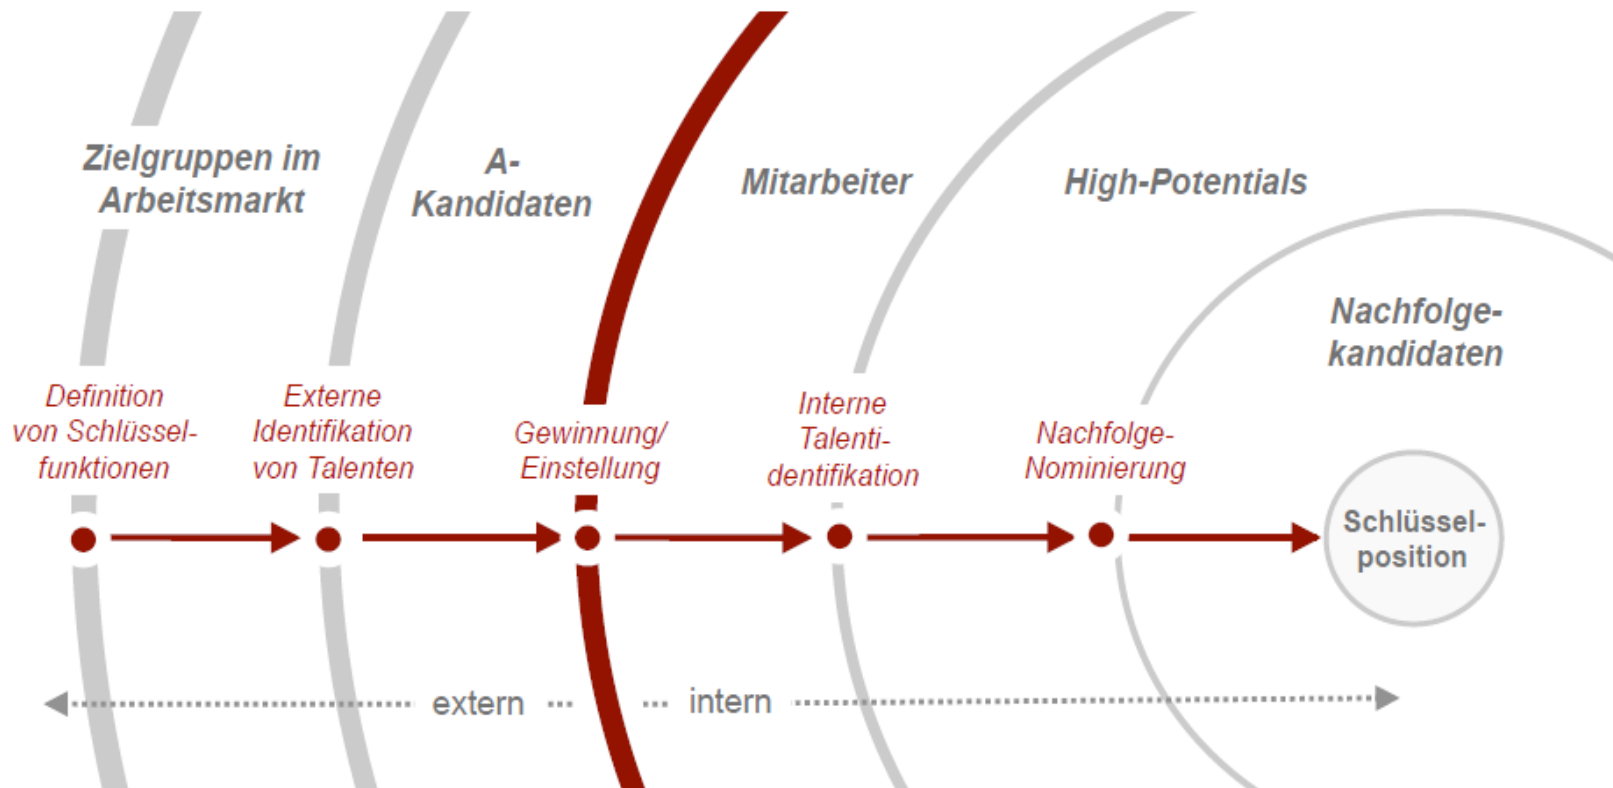 Zielgruppen im
Arbeitsmarkt
A-
Kandidaten
Mitarbeiter
High-Potentials
Nachfolge-
kandidaten
Definition
von Schlüssel-
funktionen
Externe
Identifikation
von Talenten
Gewinnung/
Einstellung
Interne
Talenti-
dentifikation
Nachfolge-
Nominierung
Schlüssel-
position
extern
intern